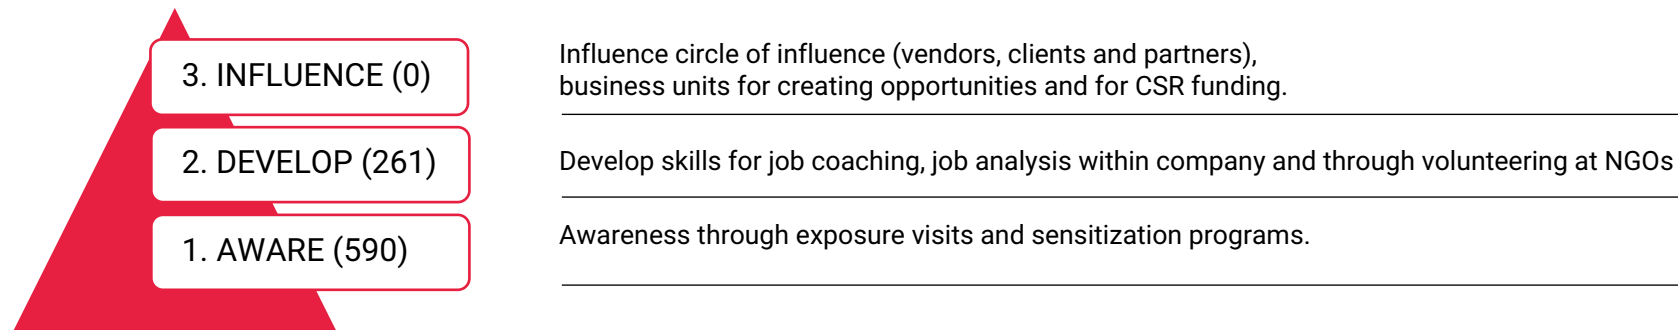 3. INFLUENCE (0)
Influence circle of influence (vendors, clients and partners),
business units for creating opportunities and for CSR funding.
2. DEVELOP (261)
Develop skills for job coaching, job analysis within company and through volunteering at NGOs
1. AWARE (590)
Awareness through exposure visits and sensitization programs.